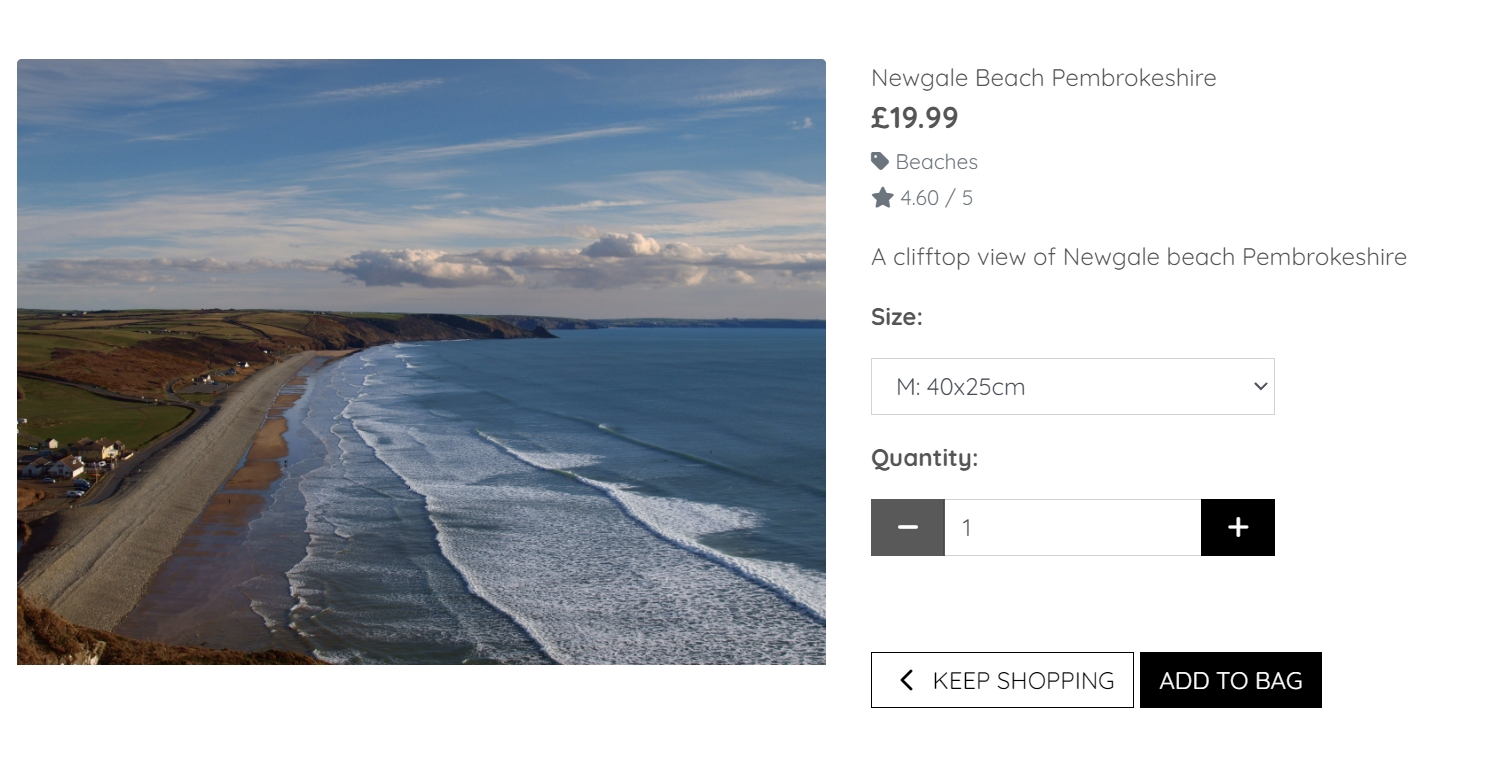 Newgale Beach Pembrokeshire
£19.99
Beaches
4.60 / 5
A clifftop view of Newgale beach Pembrokeshire
Size:
M: 40x25cm
Quantity:
1
KEEP SHOPPING
ADD TO BAG